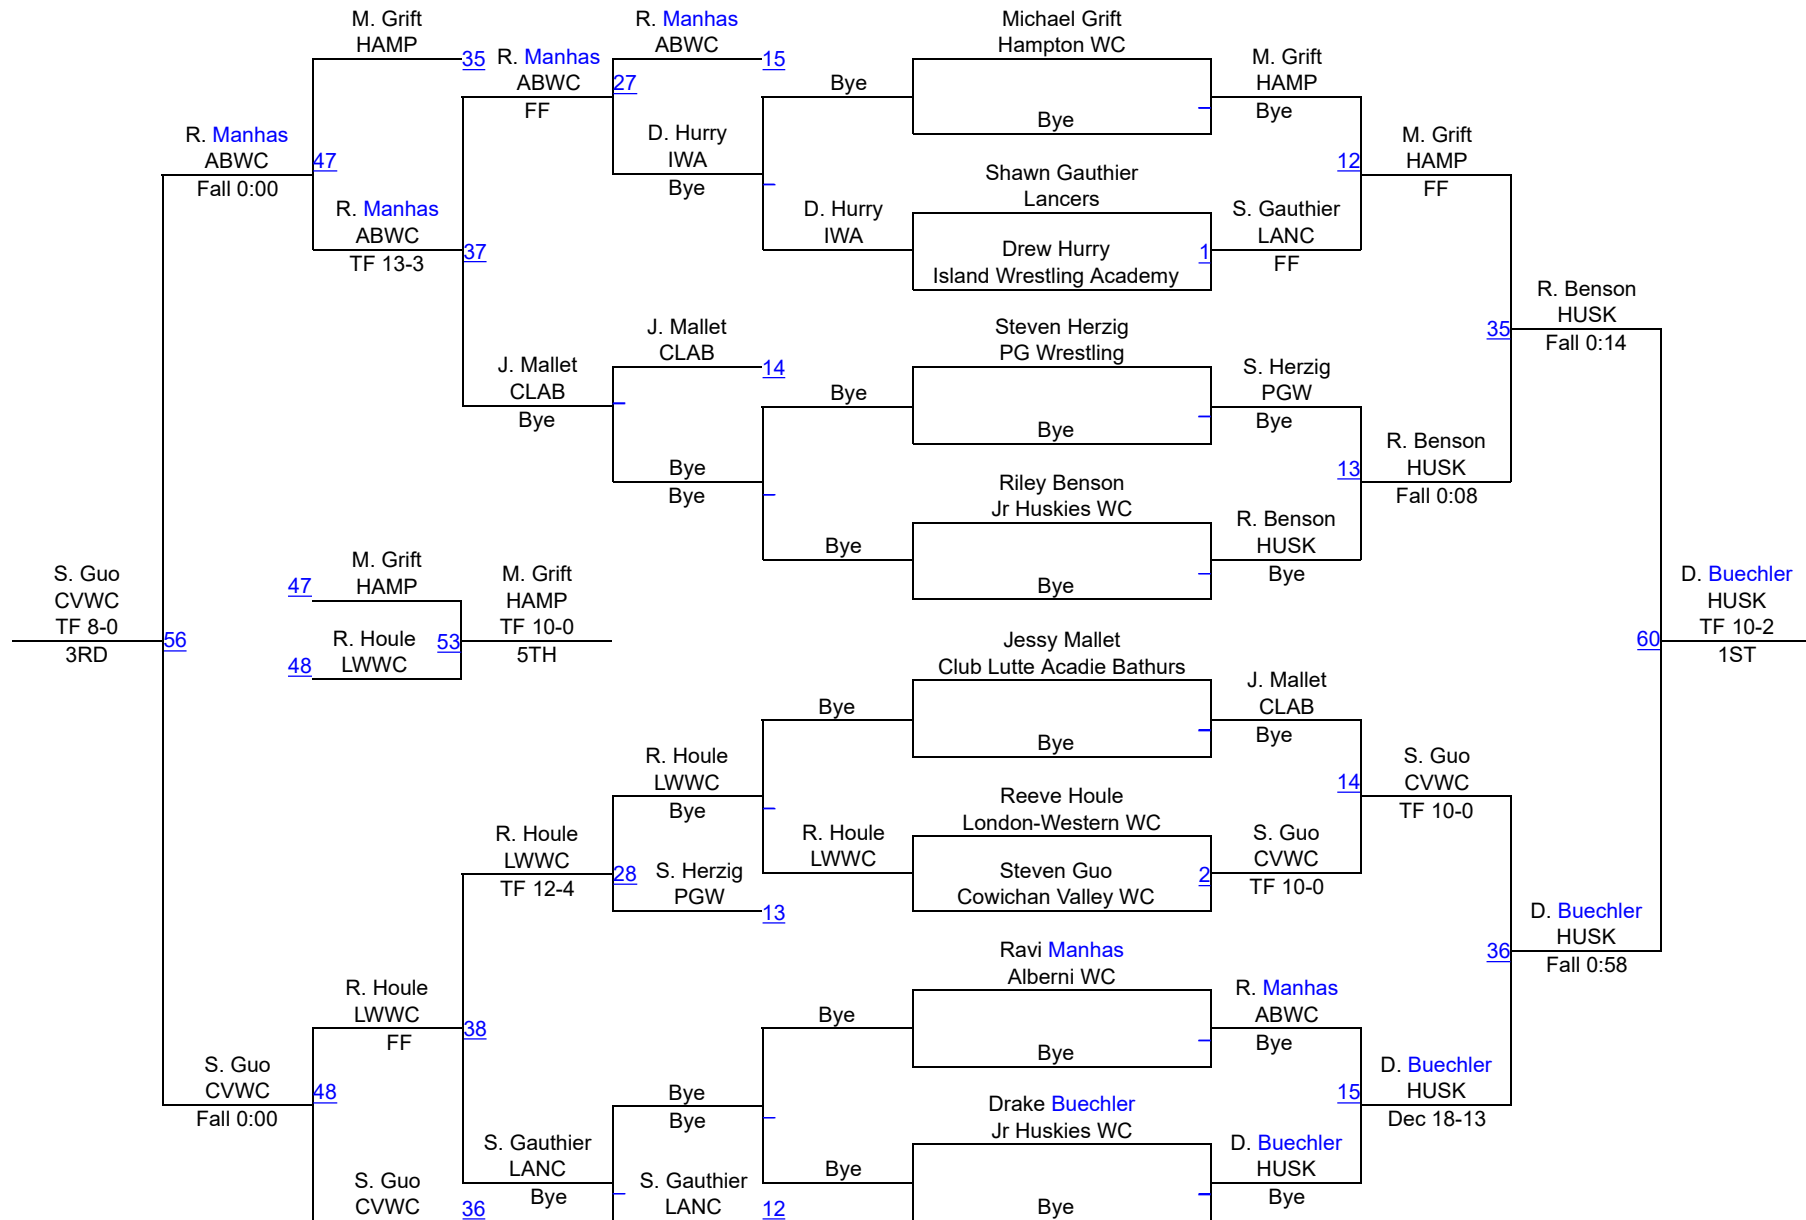 M. Grift
HAMP
35
R. Manhas
ABWC
FF
27
R. Manhas
ABWC
15
Michael Grift
Hampton WC
Bye
Bye
M. Grift
HAMP
Bye
R. Manhas
ABWC
Fall 0:00
47
D. Hurry
IWA
Bye
M. Grift
HAMP
FF
12
R. Manhas
ABWC
TF 13-3
37
D. Hurry
IWA
Shawn Gauthier
Lancers
Drew Hurry
Island Wrestling Academy
1
S. Gauthier
LANC
FF
R. Benson
HUSK
Fall 0:14
35
J. Mallet
CLAB
Bye
J. Mallet
CLAB
14
Bye
Steven Herzig
PG Wrestling
Bye
S. Herzig
PGW
Bye
Bye
Bye
13
R. Benson
HUSK
Fall 0:08
Riley Benson
Jr Huskies WC
Bye
Bye
R. Benson
HUSK
Bye
S. Guo
CVWC
TF 8-0
3RD
56
47
M. Grift
HAMP
48
R. Houle
LWWC
53
M. Grift
HAMP
TF 10-0
5TH
D. Buechler
HUSK
TF 10-2
1ST
60
Jessy Mallet
Club Lutte Acadie Bathurs
Bye
Bye
J. Mallet
CLAB
Bye
R. Houle
LWWC
Bye
14
S. Guo
CVWC
TF 10-0
R. Houle
LWWC
TF 12-4
28
S. Herzig
PGW
13
R. Houle
LWWC
Reeve Houle
London-Western WC
Steven Guo
Cowichan Valley WC
2
S. Guo
CVWC
TF 10-0
36
D. Buechler
HUSK
Fall 0:58
Ravi Manhas
Alberni WC
Bye
Bye
R. Manhas
ABWC
Bye
R. Houle
LWWC
FF
38
S. Guo
CVWC
Fall 0:00
48
Bye
Bye
15
D. Buechler
HUSK
Dec 18-13
Drake Buechler
Jr Huskies WC
Bye
Bye
D. Buechler
HUSK
Bye
S. Gauthier
LANC
Bye
S. Guo
CVWC
36
S. Gauthier
LANC
12